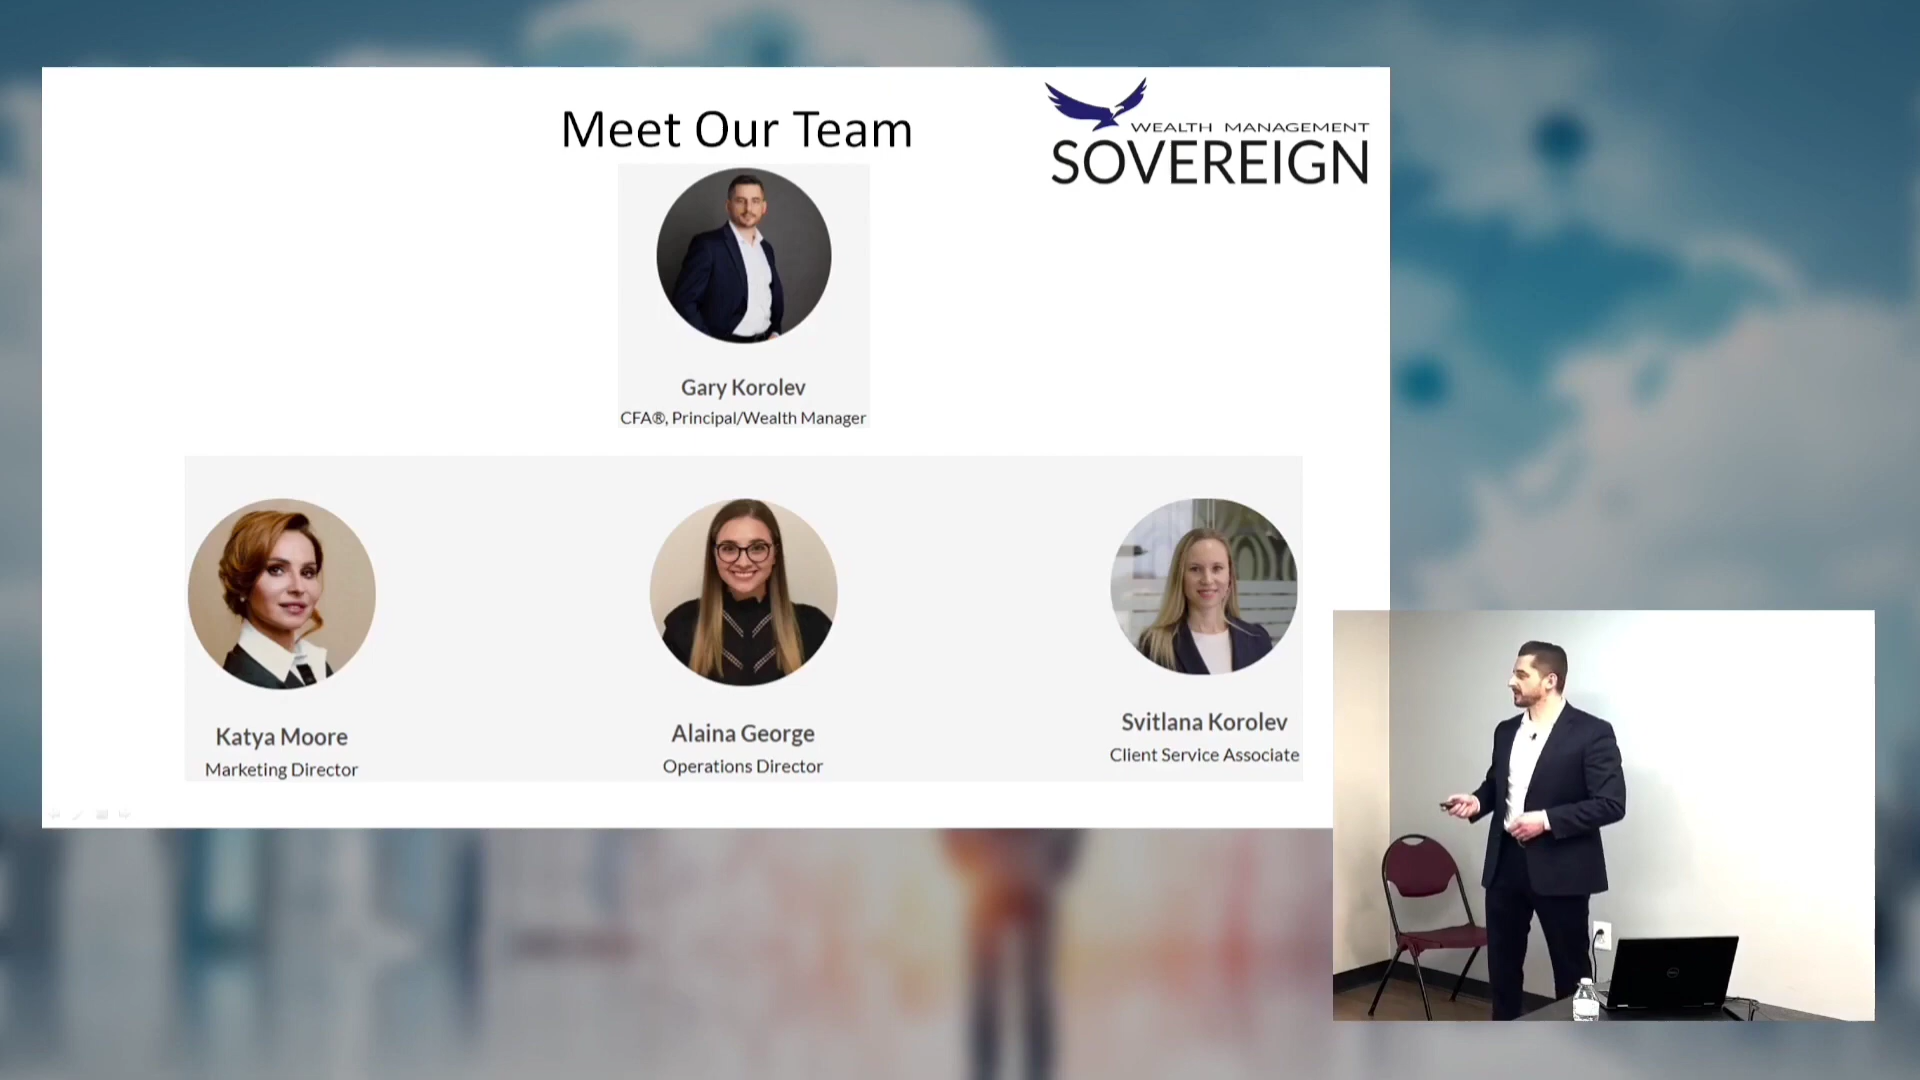 Meet Our Team
WEALTH MANAGEMENT
SOVEREIGN
Gary Korolev
CFA®, Principal/Wealth Manager
Katya Moore
Marketing Director
Alaina George
Operations Director
Svitlana Korolev
Client Service Associate